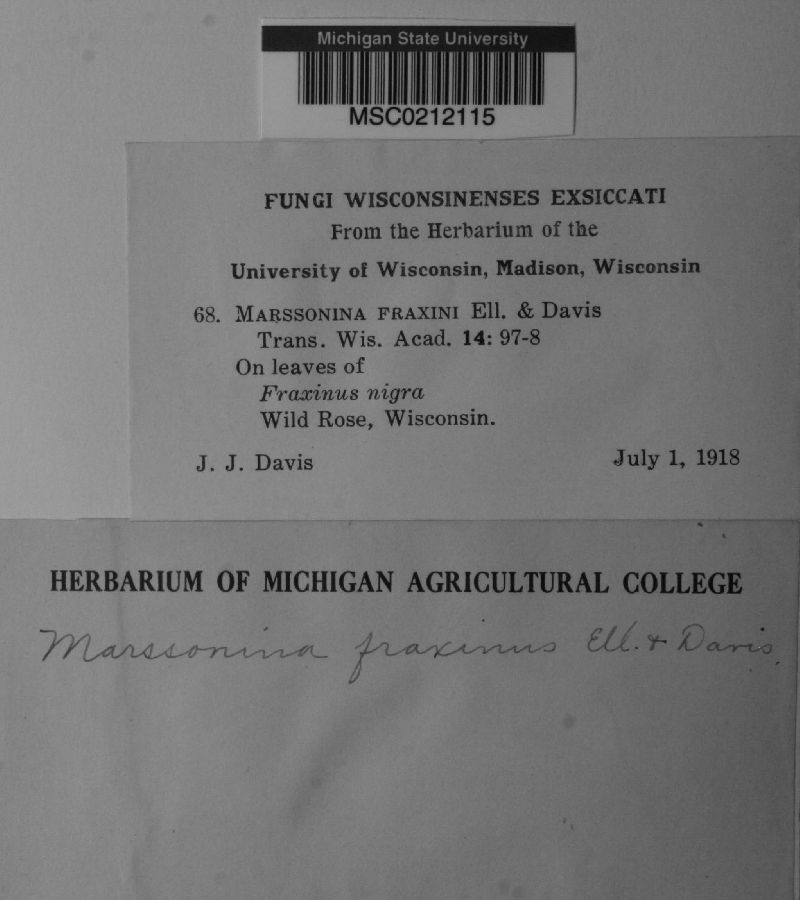 Michigan State University
MSC0212115
FUNGI WISCONSINENSES EXSICCATI
From the Herbarium of the
University of Wisconsin, Madison, Wisconsin
68. MARSSONINA FRAXINI Ell. & Davis
Trans. Wis. Acad. 14: 97-8
On leaves of
Fraxinus nigra
Wild Rose, Wisconsin.
J. J. Davis July 1, 1918
HERBARIUM OF MICHIGAN AGRICULTURAL COLLEGE
Marssonina fraxinus Ell. & Davis.